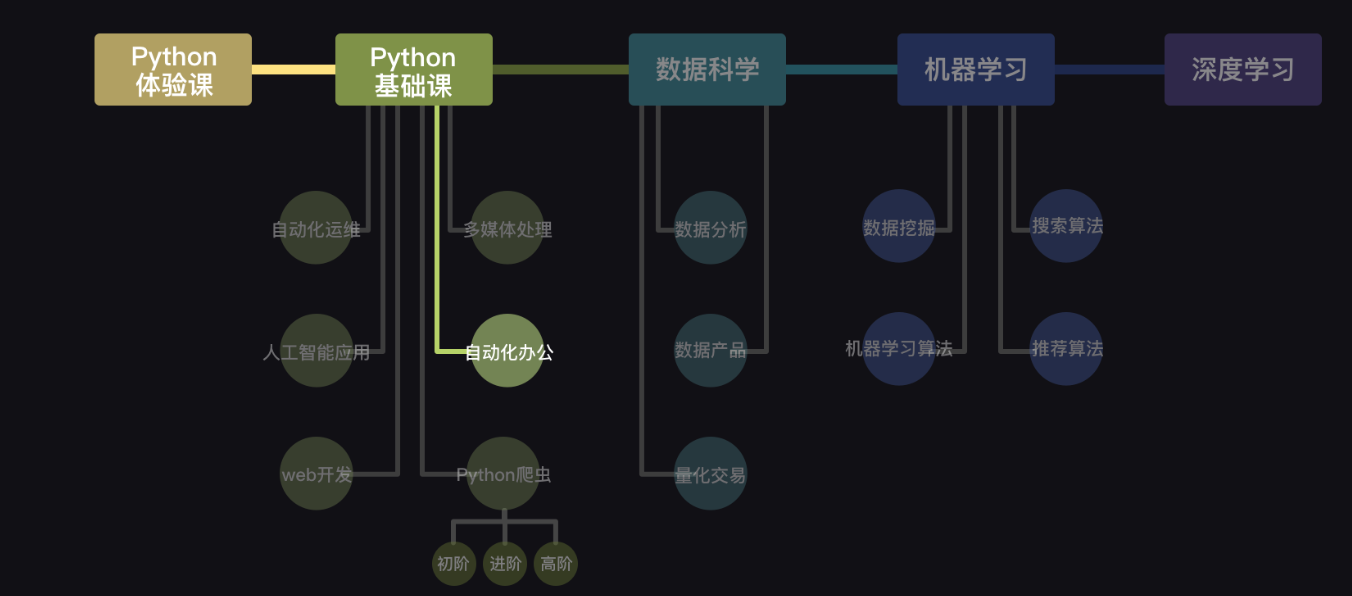 Python
体验课
Python
基础课
数据科学
机器学习
深度学习
自动化运维
多媒体处理
数据分析
数据挖掘
搜索算法
人工智能应用
自动化办公
数据产品
机器学习算法
推荐算法
web开发
Python爬虫
量化交易
初阶
进阶
高阶